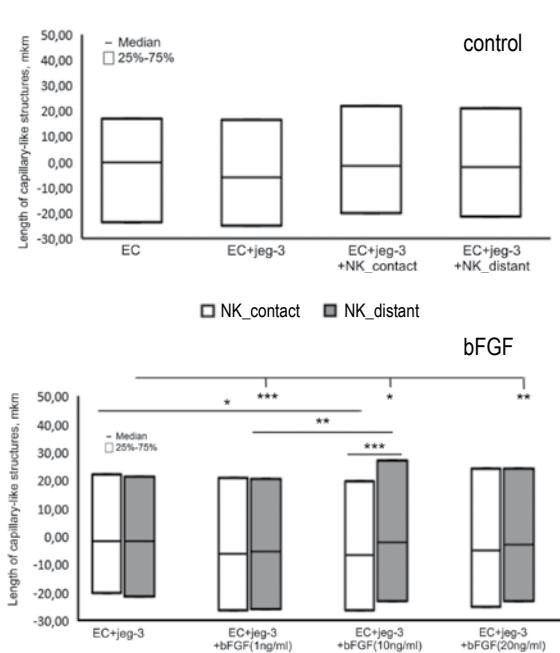 control
Length of capillary-like structures, mkm
50,00
40,00
30,00
20,00
10,00
0,00
-10,00
-20,00
-30,00
– Median
25%-75%
EC
EC+jeg-3
EC+jeg-3
+NK_contact
EC+jeg-3
+NK_distant
NK_contact
NK_distant
bFGF
Length of capillary-like structures, mkm
50,00
40,00
30,00
20,00
10,00
0,00
-10,00
-20,00
-30,00
– Median
25%-75%
***
*
**
*
**
***
EC+jeg-3
EC+jeg-3
+bFGF(1ng/ml)
EC+jeg-3
+bFGF(10ng/ml)
EC+jeg-3
+bFGF(20ng/ml)